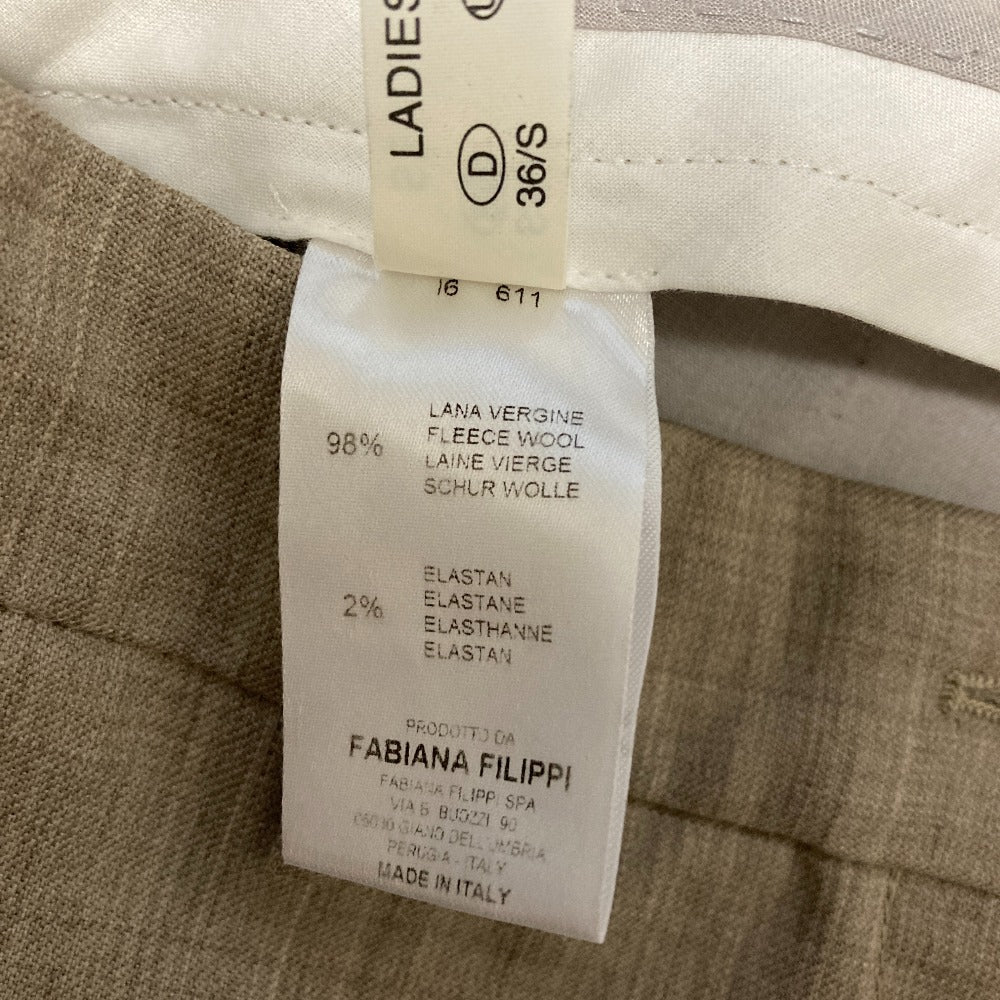 LADIES
D
36/S
16 611
98%
LANA VERGINE
FLEECE WOOL
LAINE VIERGE
SCHUR WOLLE
2%
ELASTAN
ELASTANE
ELASTHANNE
ELASTAN
PRODOTTO DA
FABIANA FILIPPI
FABIANA FILIPPI SPA
VIA B. BUOZZI 90
06030 GIANO DELL'UMBRIA
PERUGIA - ITALY
MADE IN ITALY